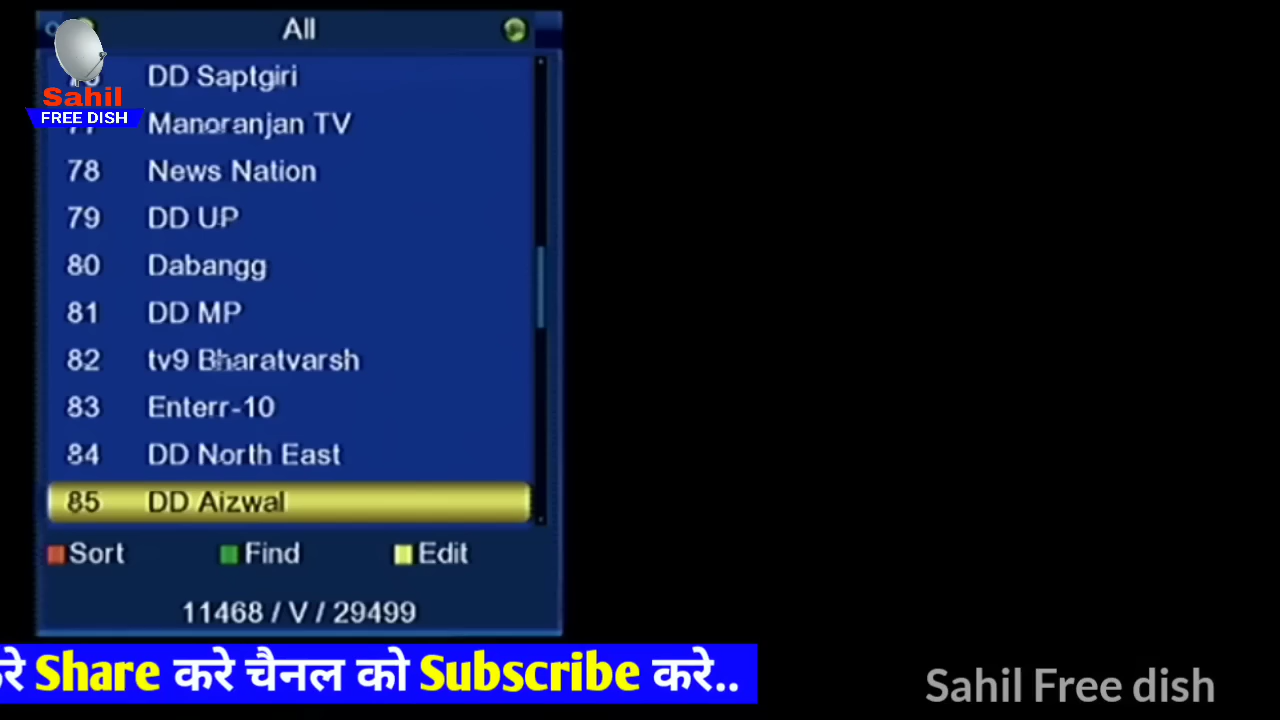 All
DD Saptgiri
Sahil
FREE DISH
Manoranjan TV
78 News Nation
79 DD UP
80 Dabangg
81 DD MP
82 tv9 Bharatvarsh
83 Enterr-10
84 DD North East
85 DD Aizwal
Sort Find Edit
11468 / V / 29499
Share करे चैनल को Subscribe करे..
Sahil Free dish